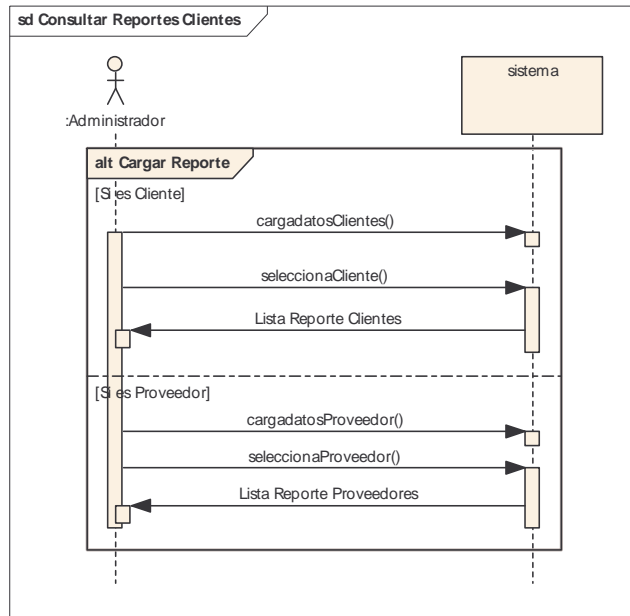 sd Consultar Reportes Clientes
sistema
:Administrador
alt Cargar Reporte
[Si es Cliente]
cargadatosClientes()
seleccionaCliente()
Lista Reporte Clientes
[Si es Proveedor]
cargadatosProveedor()
seleccionaProveedor()
Lista Reporte Proveedores